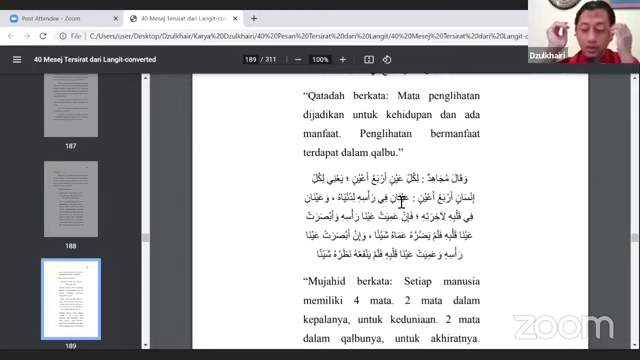 Post Attendee - Zoom
40 Mesej Tersirat dari Langit-c
C:/Users/user/Desktop/Dzulkhair/Karya%20Dzulkhairi/40%20Pesan%20Tersirat%20dari%20Langit/40%20Mesej%20Tersirat%20dari%20Langit-converted.
40 Mesej Tersirat dari Langit-converted
189 / 311
100%
Dzulkhairi
187
188
189
“Qatadah berkata: Mata penglihatan
dijadikan untuk kehidupan dan ada
manfaat. Penglihatan bermanfaat
terdapat dalam qalbu.”
وَقَالَ مُجَاهِدٌ : لِكُلِّ عَيْنٍ أَرْبَعُ أَعْيُنٍ ؛ يَعْنِي لِكُلِّ
إِنْسَانٍ أَرْبَعُ أَعْيُنٍ : عَيْنَانِ فِي رَأْسِهِ لِدُنْيَاهُ ، وَعَيْنَانِ
فِي قَلْبِهِ لِآخِرَتِهِ ؛ فَإِنْ عَمِيَتْ عَيْنَا رَأْسِهِ وَأَبْصَرَتْ
عَيْنَا قَلْبِهِ فَلَمْ يَضُرَّهُ عَمَاهُ شَيْئًا ، وَإِنْ أَبْصَرَتْ عَيْنَا
رَأْسِهِ وَعَمِيَتْ عَيْنَا قَلْبِهِ فَلَمْ يَنْفَعْهُ نَظَرُهُ شَيْئًا
“Mujahid berkata: Setiap manusia
memiliki 4 mata. 2 mata dalam
kepalanya, untuk keduniaan. 2 mata
dalam qalbunya, untuk akhiratnya.
LIVE
zoom